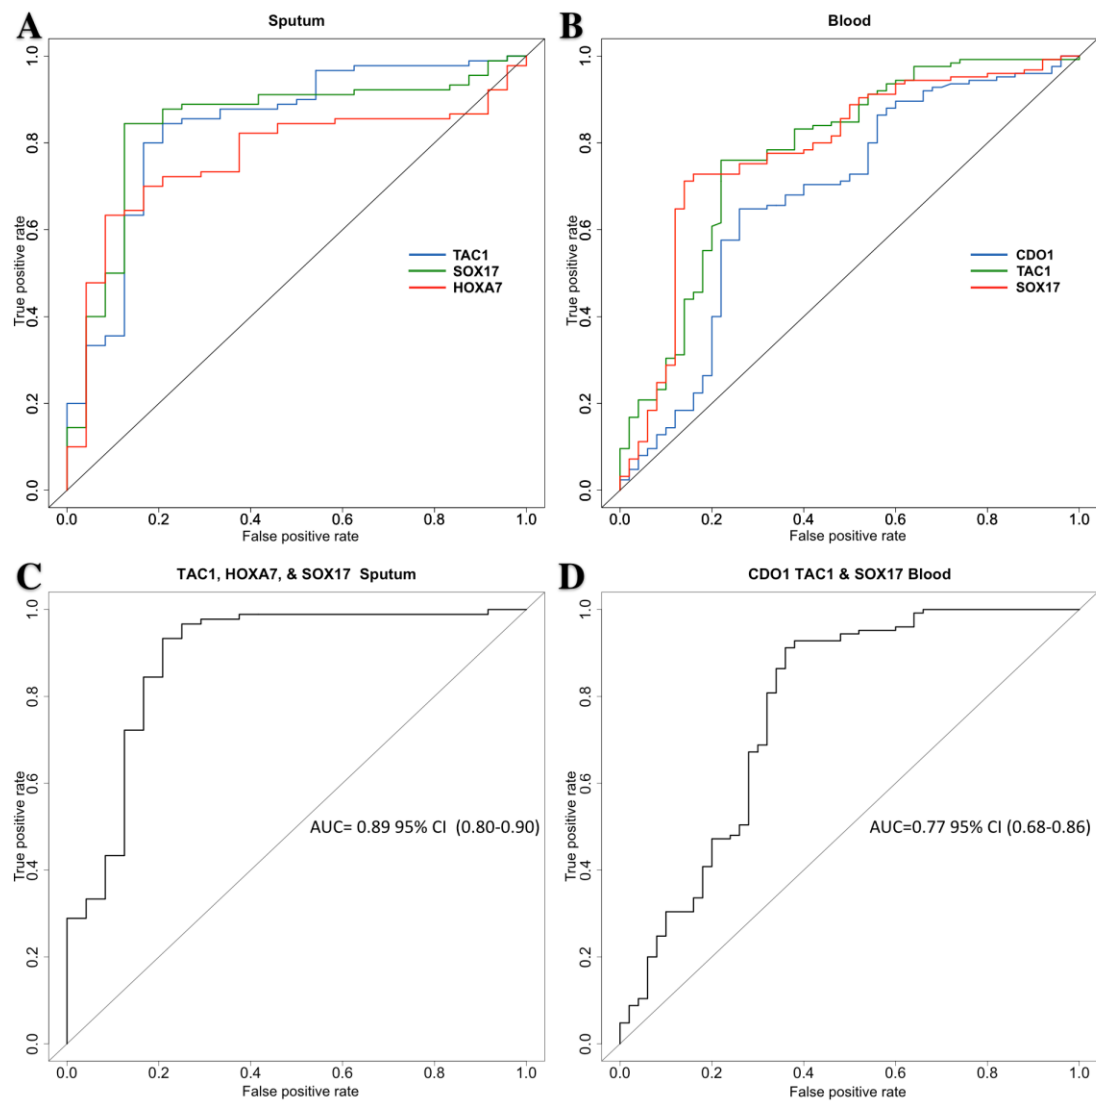 A
Sputum
1.0
0.8
0.6
0.4
0.2
0.0
True positive rate
TAC1
SOX17
HOXA7
0.0 0.2 0.4 0.6 0.8 1.0
False positive rate
B
Blood
1.0
0.8
0.6
0.4
0.2
0.0
True positive rate
CDO1
TAC1
SOX17
0.0 0.2 0.4 0.6 0.8 1.0
False positive rate
C
TAC1, HOXA7, & SOX17 Sputum
1.0
0.8
0.6
0.4
0.2
0.0
True positive rate
AUC= 0.89 95% CI (0.80-0.90)
0.0 0.2 0.4 0.6 0.8 1.0
False positive rate
D
CDO1 TAC1 & SOX17 Blood
1.0
0.8
0.6
0.4
0.2
0.0
True positive rate
AUC=0.77 95% CI (0.68-0.86)
0.0 0.2 0.4 0.6 0.8 1.0
False positive rate